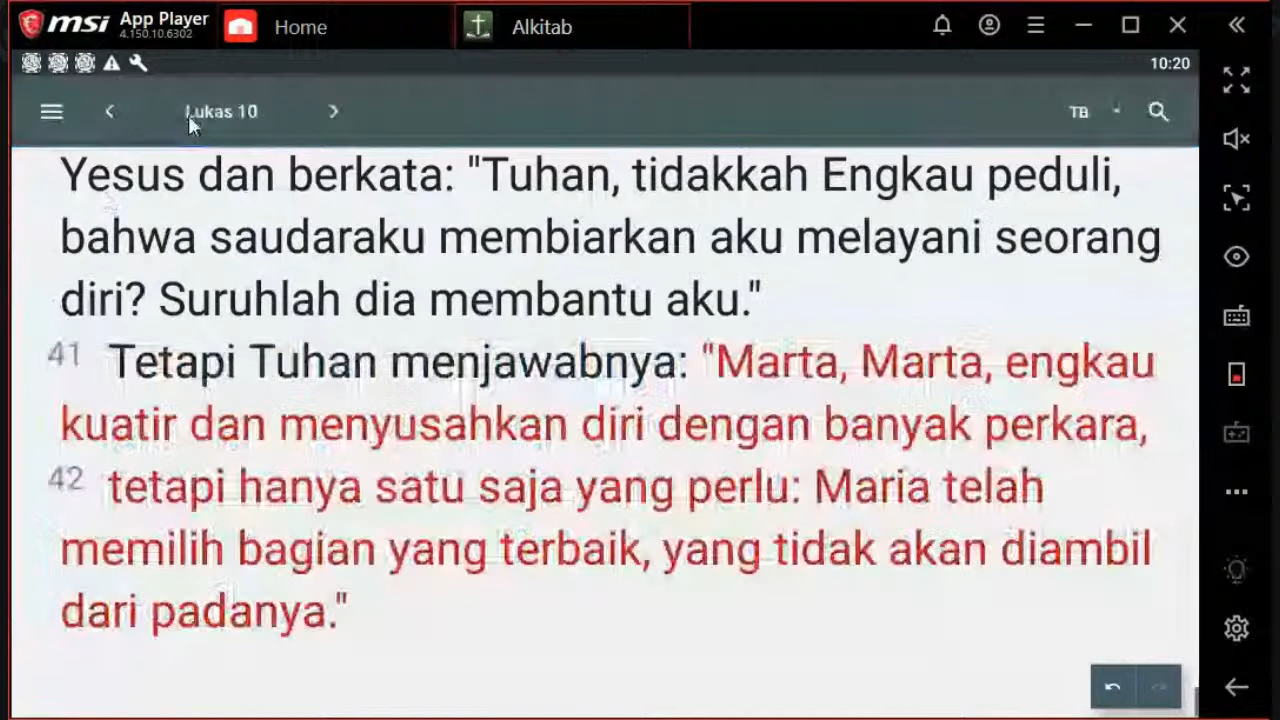 msi App Player
4.150.10.6302
Home
Alkitab
10:20
Lukas 10
TB
Yesus dan berkata: "Tuhan, tidakkah Engkau peduli,
bahwa saudaraku membiarkan aku melayani seorang
diri? Suruhlah dia membantu aku."
41 Tetapi Tuhan menjawabnya: "Marta, Marta, engkau
kuatir dan menyusahkan diri dengan banyak perkara,
42 tetapi hanya satu saja yang perlu: Maria telah
memilih bagian yang terbaik, yang tidak akan diambil
dari padanya."